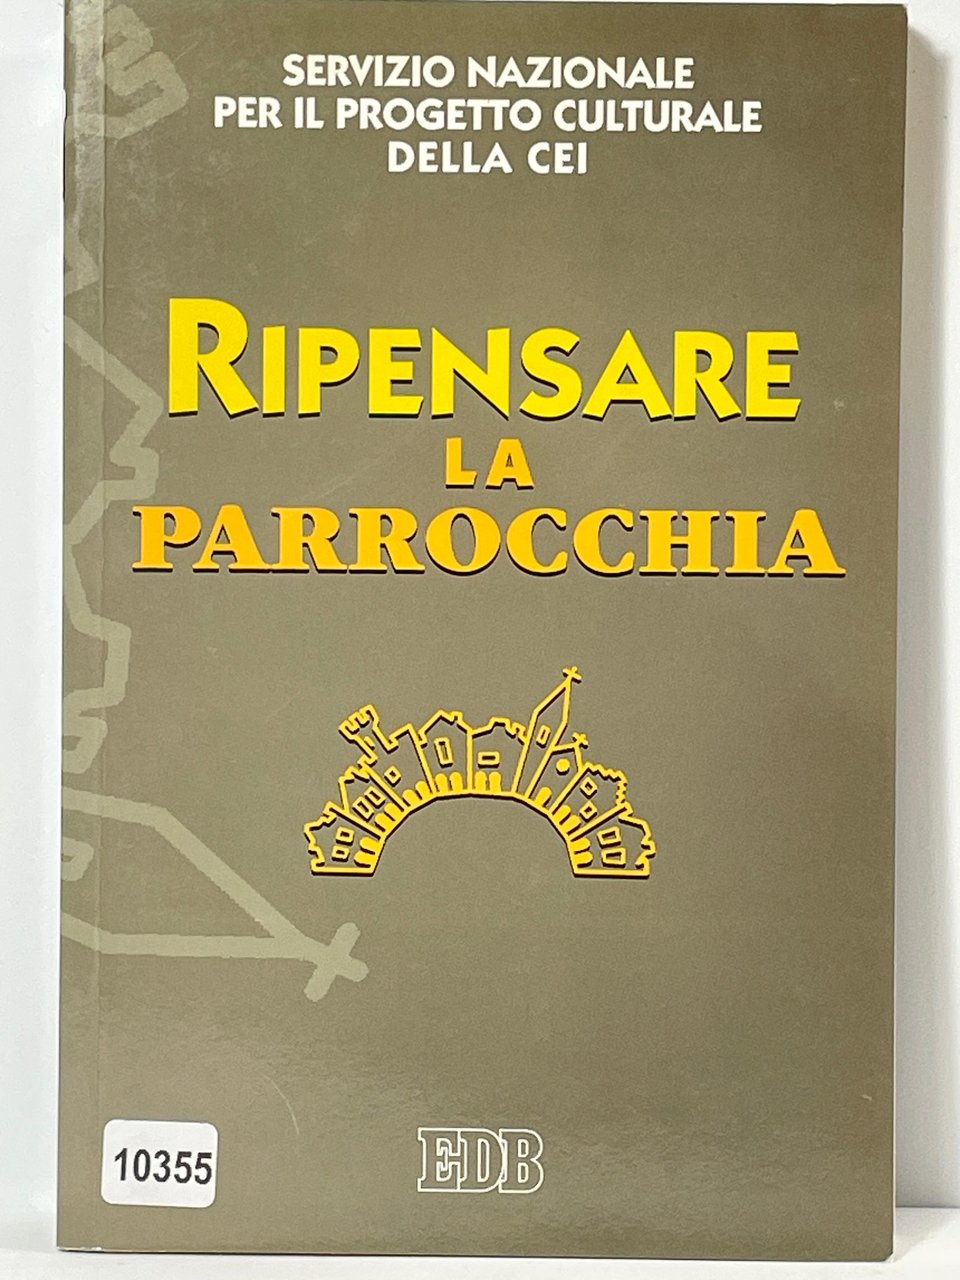 SERVIZIO NAZIONALE
PER IL PROGETTO CULTURALE
DELLA CEI
RIPENSARE
LA
PARROCCHIA
10355
EDB